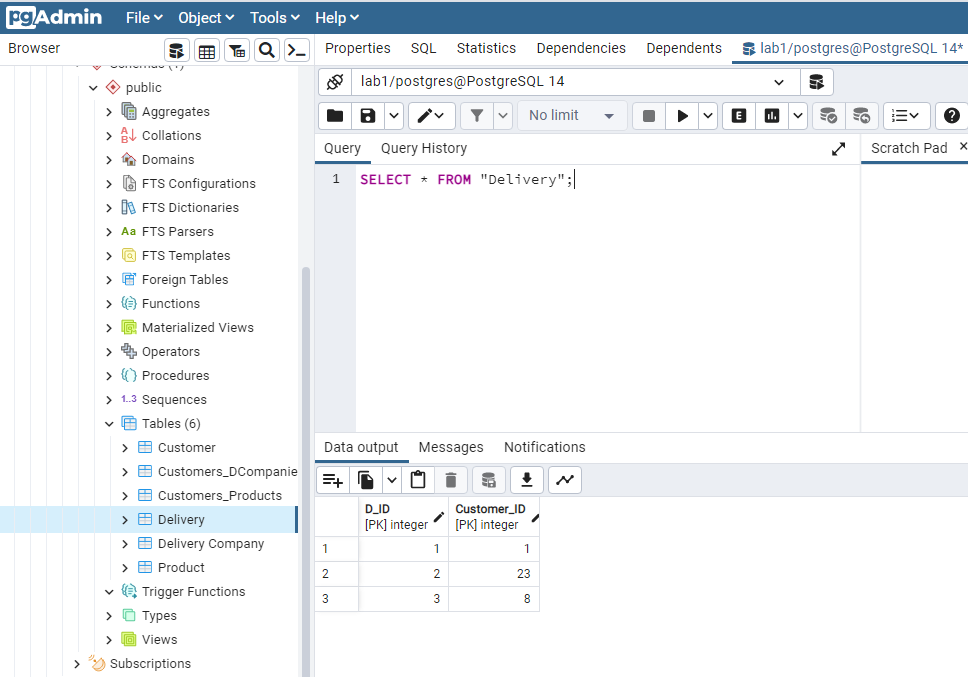 pgAdmin File Object Tools Help
Browser
Properties SQL Statistics Dependencies Dependents lab1/postgres@PostgreSQL 14*
public
Aggregates
Collations
Domains
FTS Configurations
FTS Dictionaries
Aa FTS Parsers
FTS Templates
Foreign Tables
Functions
Materialized Views
Operators
Procedures
1..3 Sequences
Tables (6)
Customer
Customers_DCompanie
Customers_Products
Delivery
Delivery Company
Product
Trigger Functions
Types
Views
Subscriptions
lab1/postgres@PostgreSQL 14
No limit
E
Query Query History
Scratch Pad
1 SELECT * FROM "Delivery";
Data output Messages Notifications
D_ID Customer_ID
[PK] integer [PK] integer
1 1 1
2 2 23
3 3 8